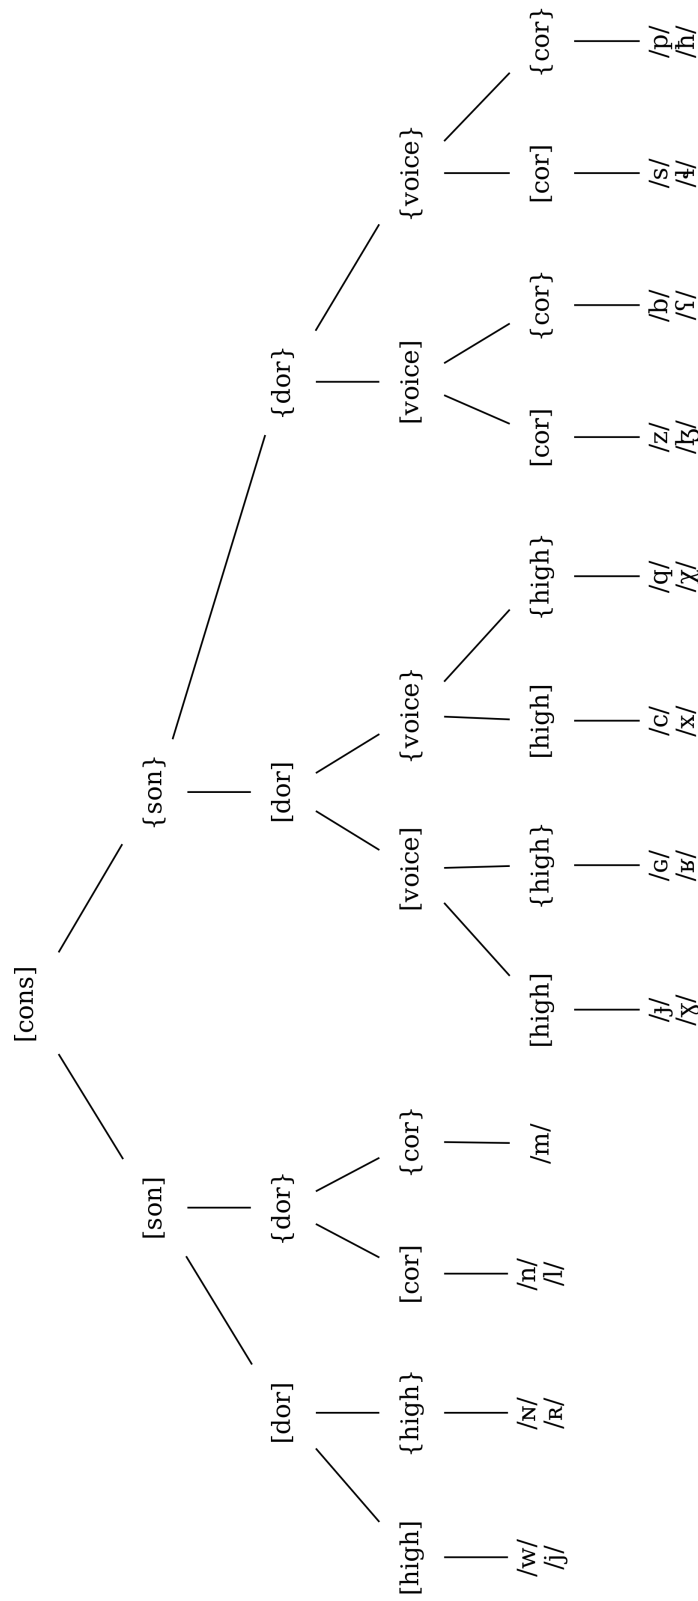 [cons]
[son] {son}
[dor] {dor} [dor] {dor}
[high] {high} [cor] {cor} [voice] {voice} [voice] {voice}
/w/ /ɴ/ /n/ /m/ [high] {high} [high] {high} [cor] {cor} [cor] {cor}
/j/ /ʀ/ /l/
/ɟ/ /ɢ/ /c/ /q/ /z/ /b/ /s/ /p/
/ɣ/ /ʁ/ /x/ /χ/ /ɮ/ /ʕ/ /ɬ/ /ħ/